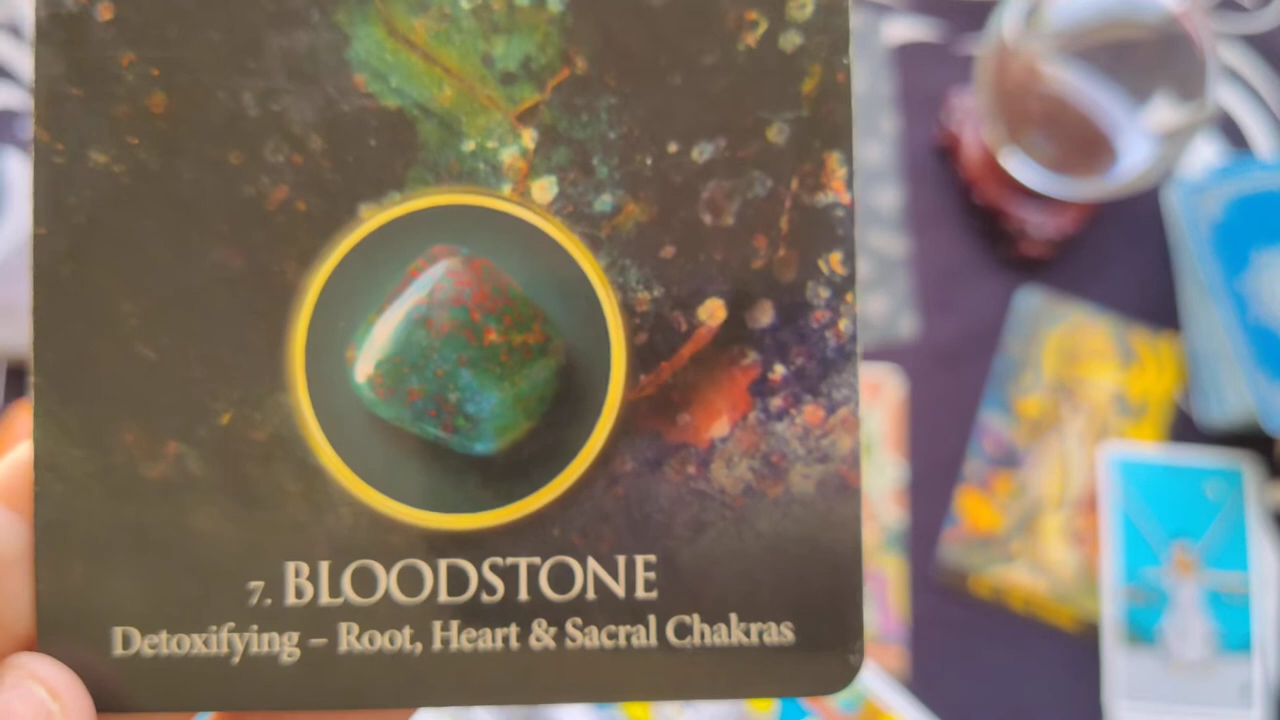 7. BLOODSTONE
Detoxifying – Root, Heart & Sacral Chakras